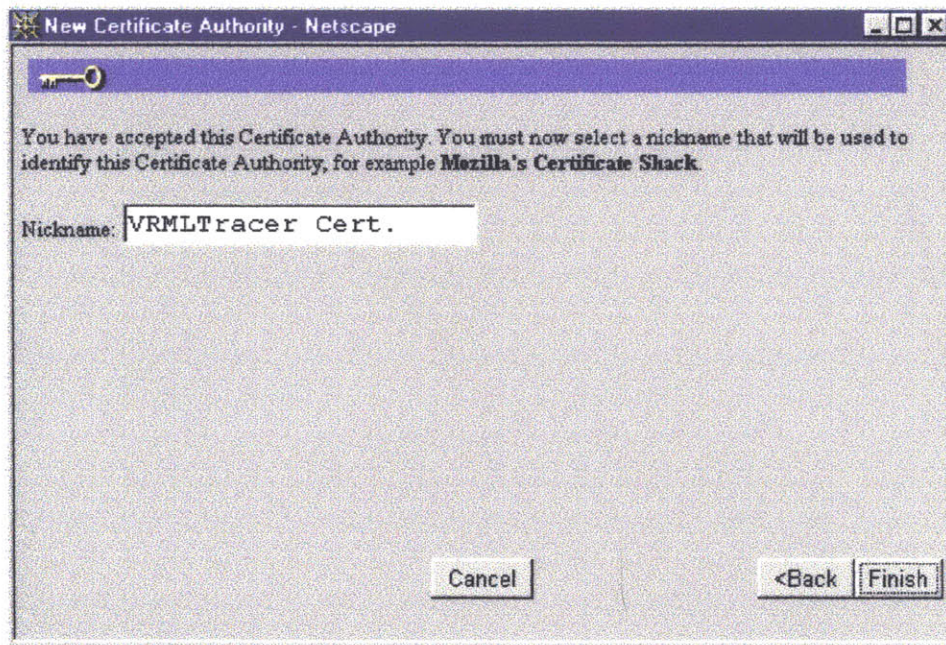 New Certificate Authority - Netscape
You have accepted this Certificate Authority. You must now select a nickname that will be used to
identify this Certificate Authority, for example Mozilla's Certificate Shack.
Nickname: VRMLTracer Cert.
Cancel <Back Finish